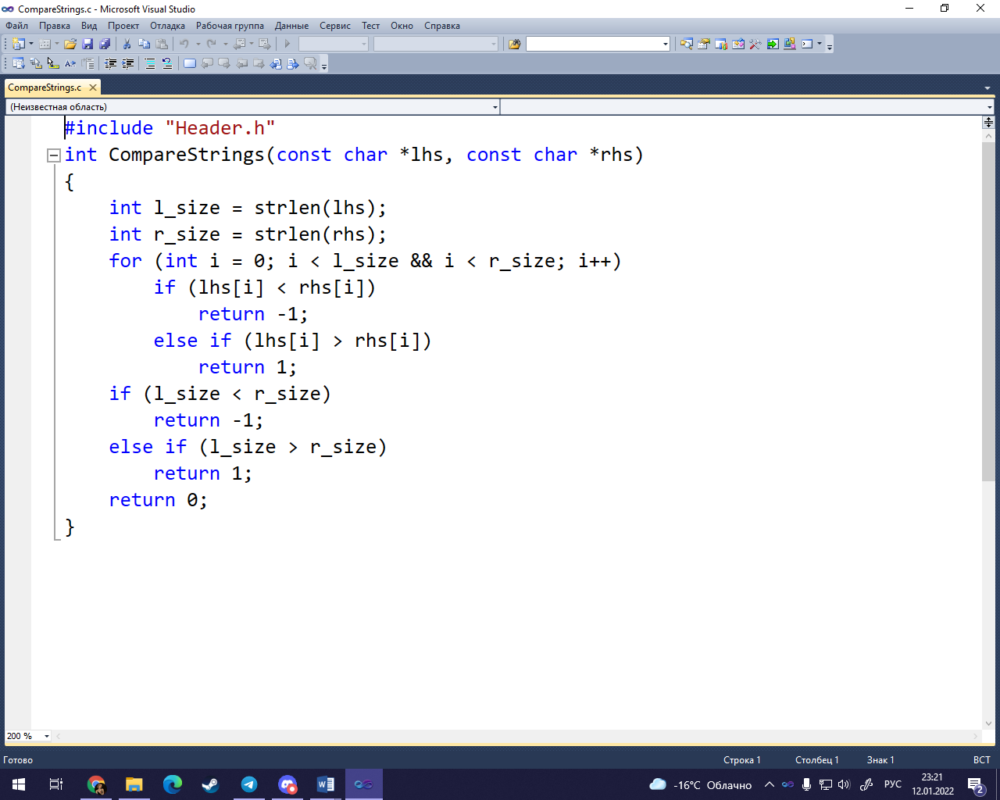 CompareStrings.c - Microsoft Visual Studio
Файл Правка Вид Проект Отладка Рабочая группа Данные Сервис Тест Окно Справка
CompareStrings.c
(Неизвестная область)
#include "Header.h"
int CompareStrings(const char *lhs, const char *rhs)
{
    int l_size = strlen(lhs);
    int r_size = strlen(rhs);
    for (int i = 0; i < l_size && i < r_size; i++)
        if (lhs[i] < rhs[i])
            return -1;
        else if (lhs[i] > rhs[i])
            return 1;
    if (l_size < r_size)
        return -1;
    else if (l_size > r_size)
        return 1;
    return 0;
}
200 %
Готово Строка 1 Столбец 1 Знак 1 ВСТ
-16°C Облачно РУС 23:21
12.01.2022 2